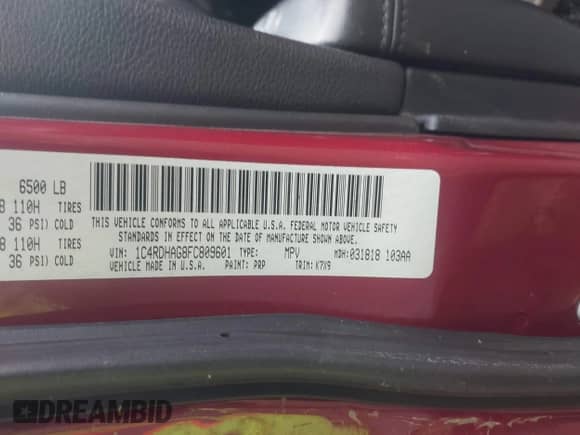 6500 LB
8 110H TIRES
36 PSI) COLD
8 110H TIRES
36 PSI) COLD
THIS VEHICLE CONFORMS TO ALL APPLICABLE U.S.A. FEDERAL MOTOR VEHICLE SAFETY
STANDARDS IN EFFECT ON THE DATE OF MANUFACTURE SHOWN ABOVE.
VIN: 1C4RDHAG8FC809601 TYPE: MPV MDH:031818 103AA
VEHICLE MADE IN U.S.A. PAINT: PRP TRIM: K7X9
DREAMBID